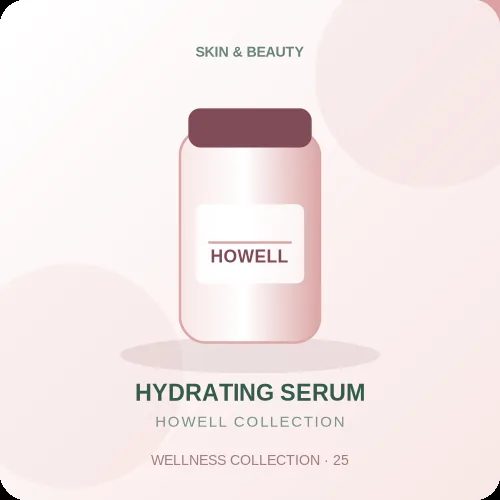 SKIN & BEAUTY
HOWELL
HYDRATING SERUM
HOWELL COLLECTION
WELLNESS COLLECTION · 25